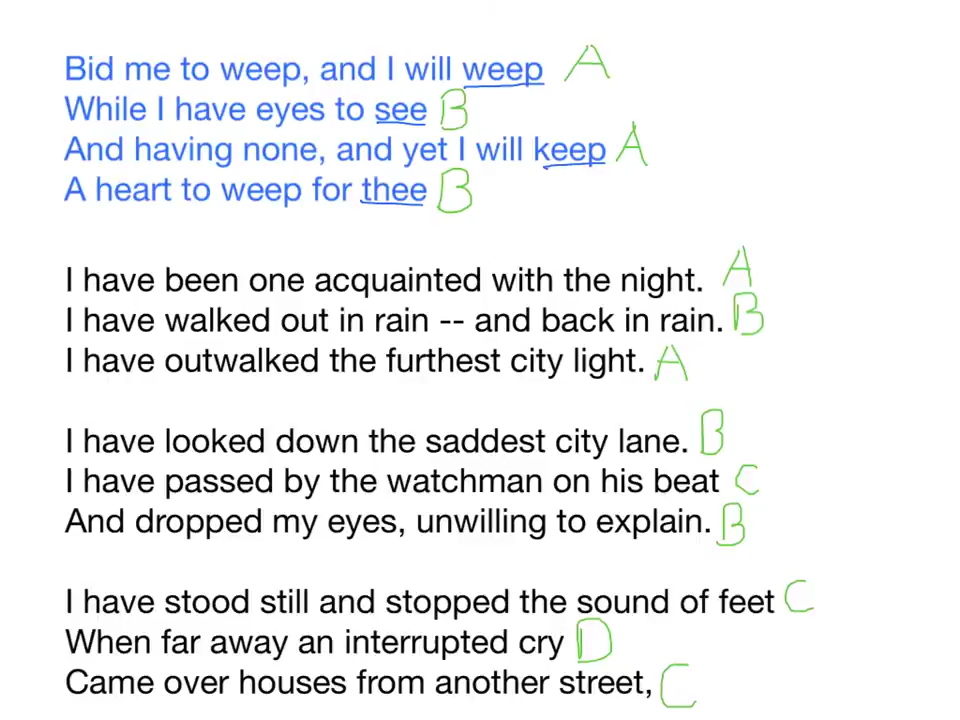 Bid me to weep, and I will weep A
While I have eyes to see B
And having none, and yet I will keep A
A heart to weep for thee B
I have been one acquainted with the night. A
I have walked out in rain -- and back in rain. B
I have outwalked the furthest city light. A
I have looked down the saddest city lane. B
I have passed by the watchman on his beat C
And dropped my eyes, unwilling to explain. B
I have stood still and stopped the sound of feet C
When far away an interrupted cry D
Came over houses from another street, C